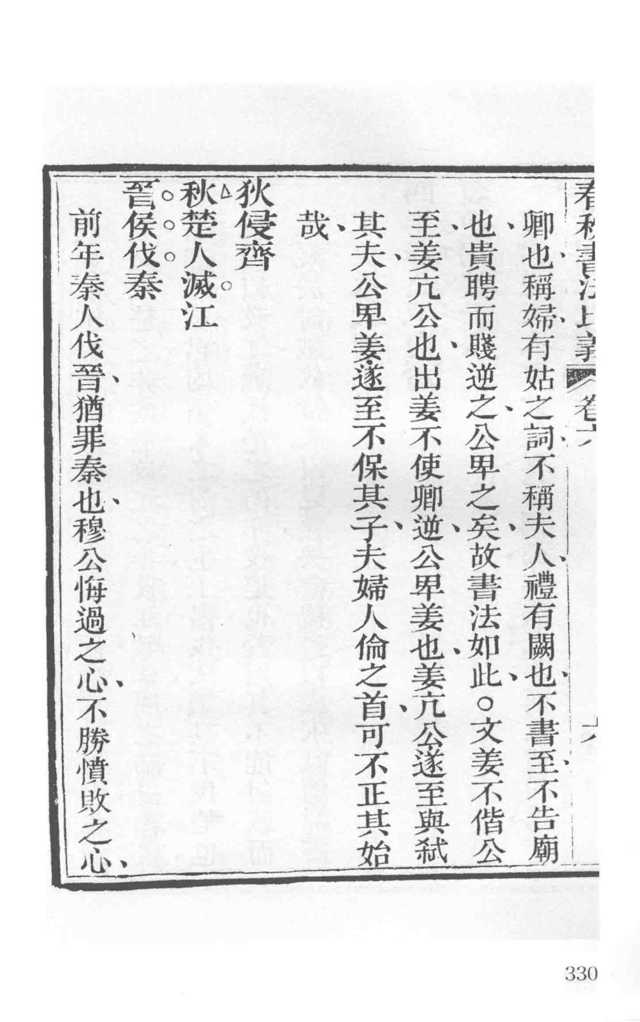 春秋書法比義 卷六 六
卿也、稱婦有姑之詞、不稱夫人禮有闕也、不書至不告廟
也、貴聘而賤逆之、公卑之矣、故書法如此、○文姜不偕公
至、姜亢公也、出姜不使卿逆、公卑姜也、姜亢公、遂至與弑
其夫、公卑姜、遂至不保其子、夫婦人倫之首、可不正其始
哉、
狄侵齊
秋楚人滅江
晉侯伐秦
前年秦人伐晉、猶罪秦也、穆公悔過之心、不勝憤敗之心、
330